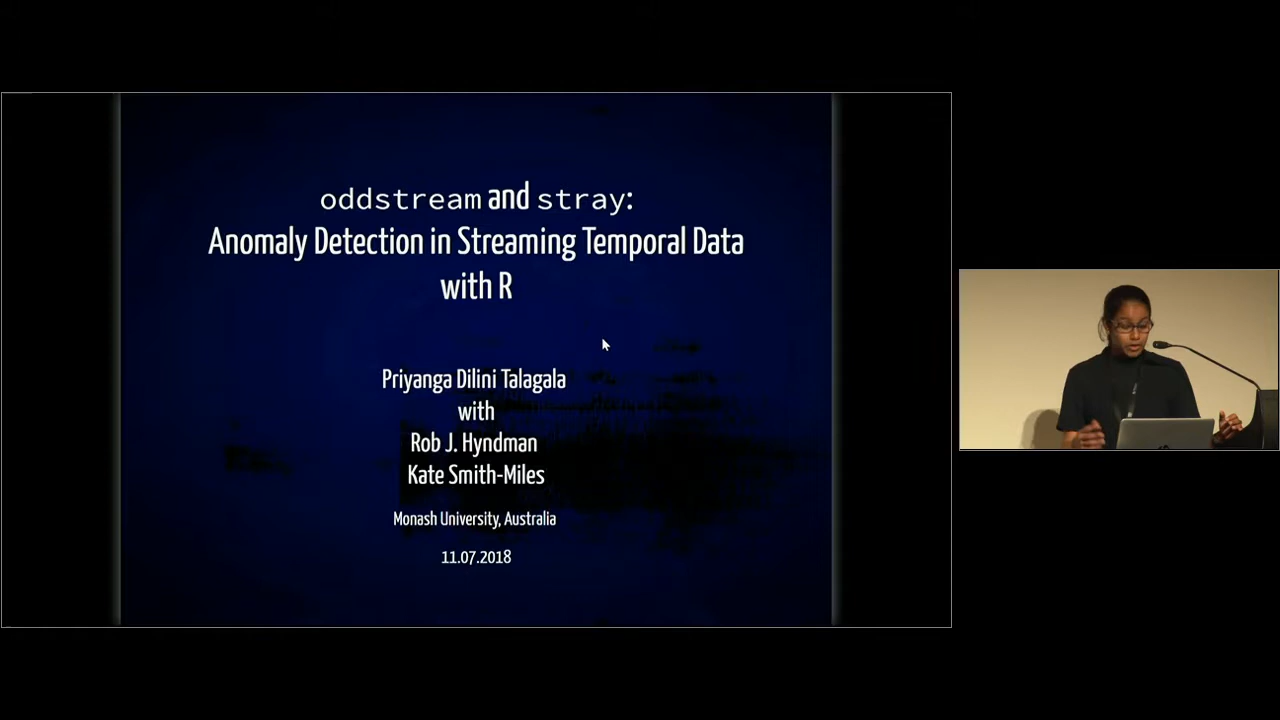 oddstream and stray:
Anomaly Detection in Streaming Temporal Data
with R
Priyanga Dilini Talagala
with
Rob J. Hyndman
Kate Smith-Miles
Monash University, Australia
11.07.2018